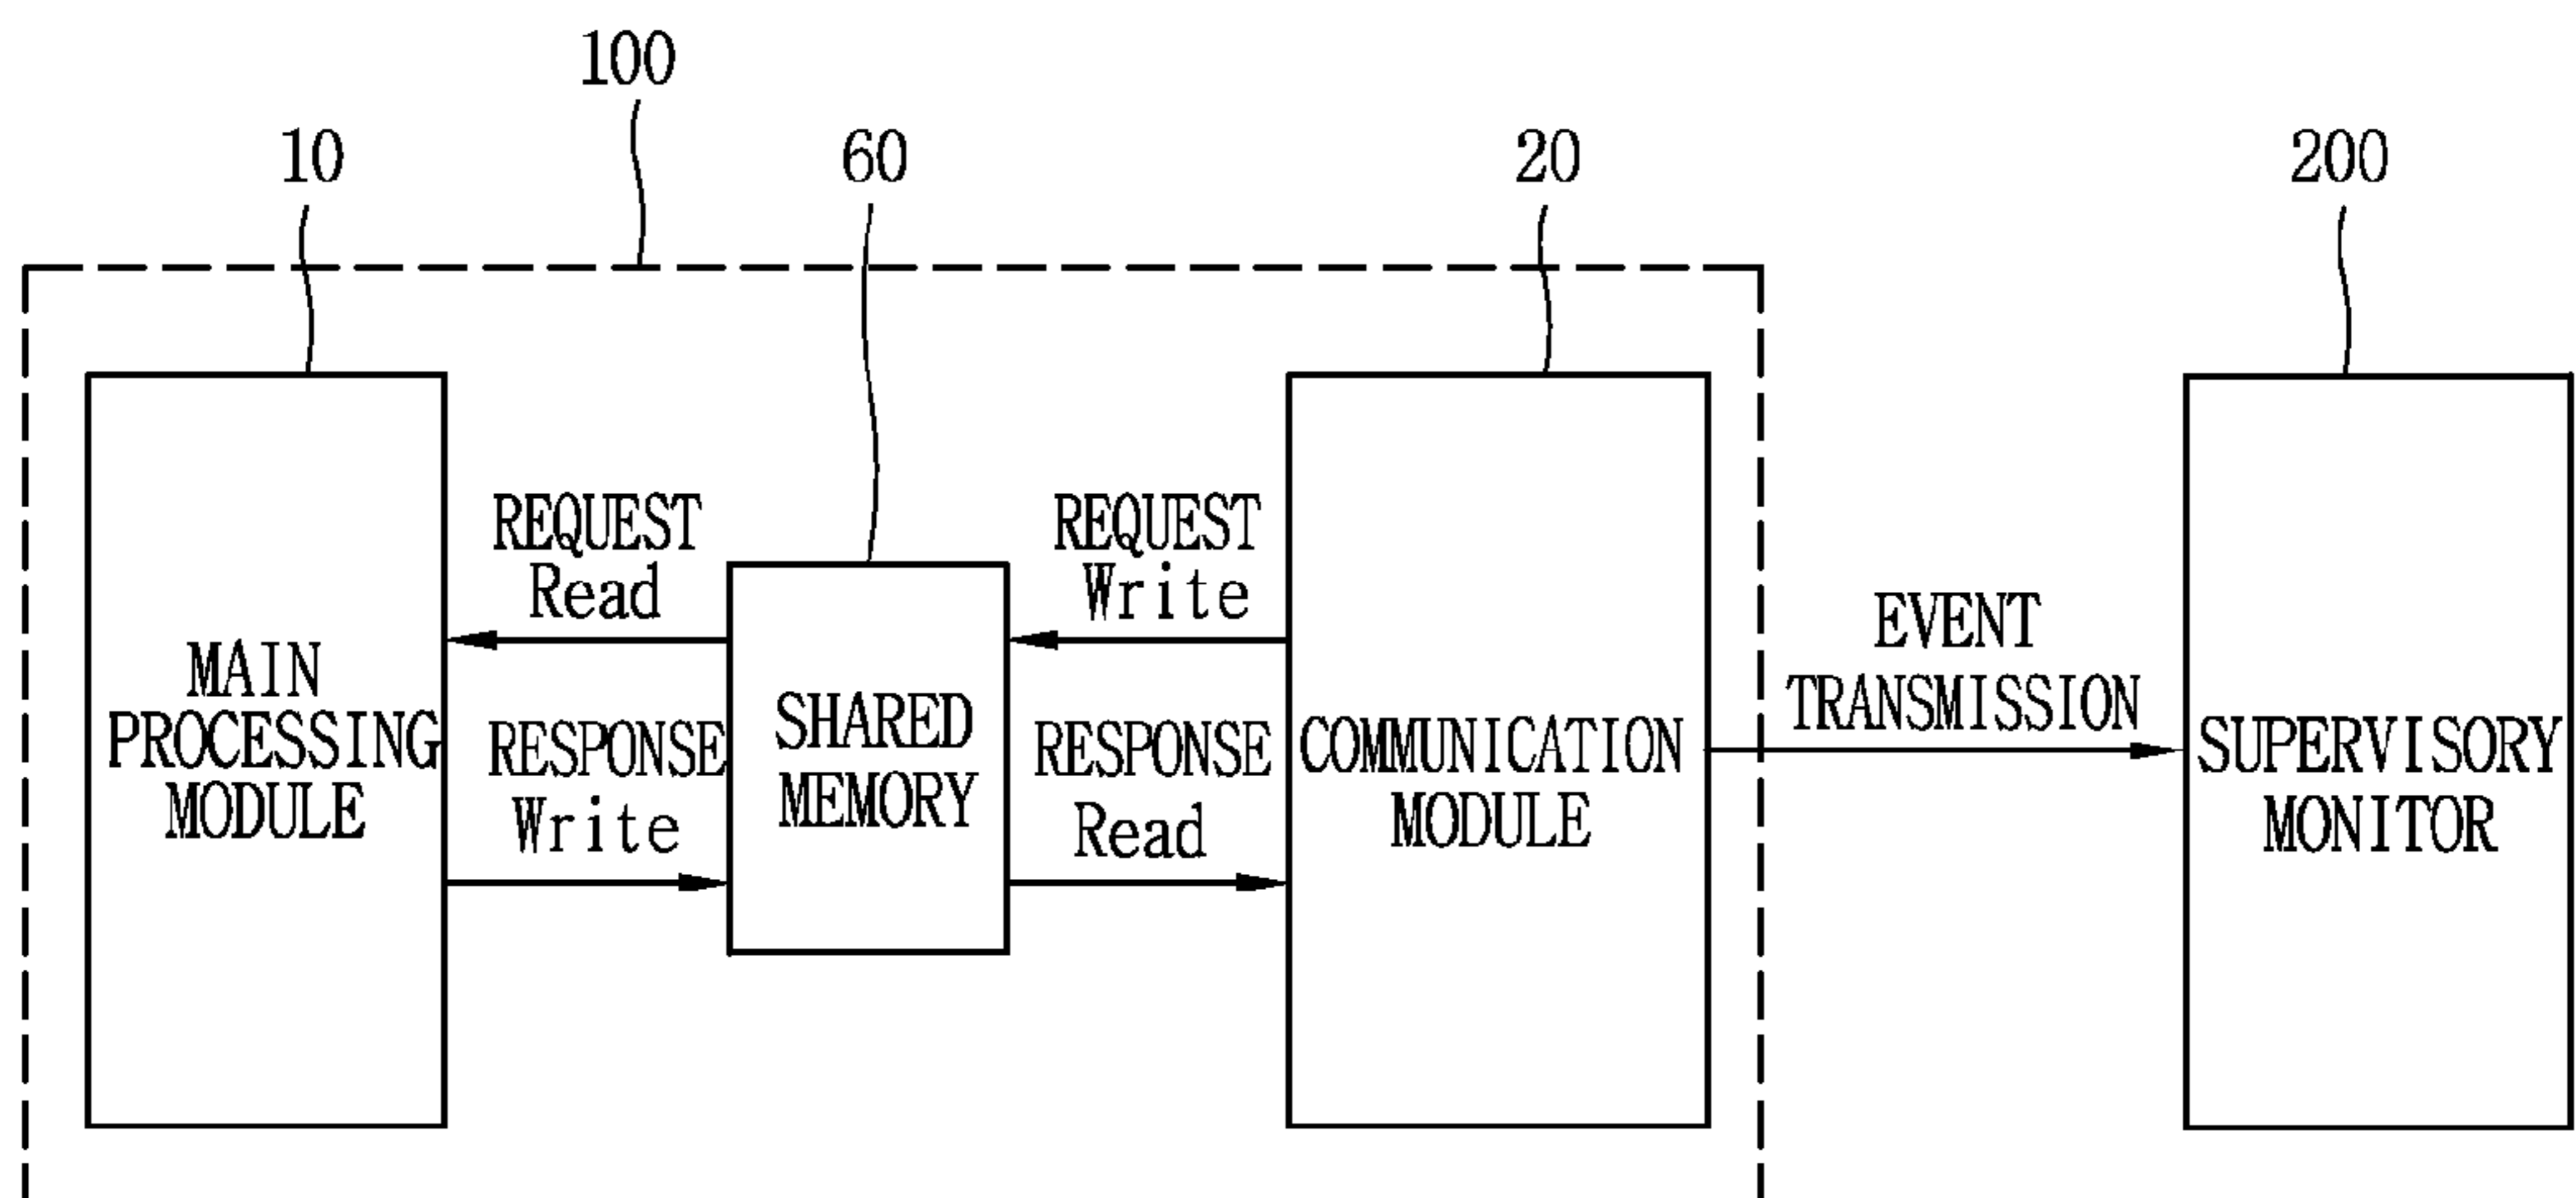 100
10
60
20
200
REQUEST
Read
REQUEST
Write
EVENT
TRANSMISSION
MAIN
PROCESSING
MODULE
RESPONSE
Write
SHARED
MEMORY
RESPONSE
Read
COMMUNICATION
MODULE
SUPERVISORY
MONITOR